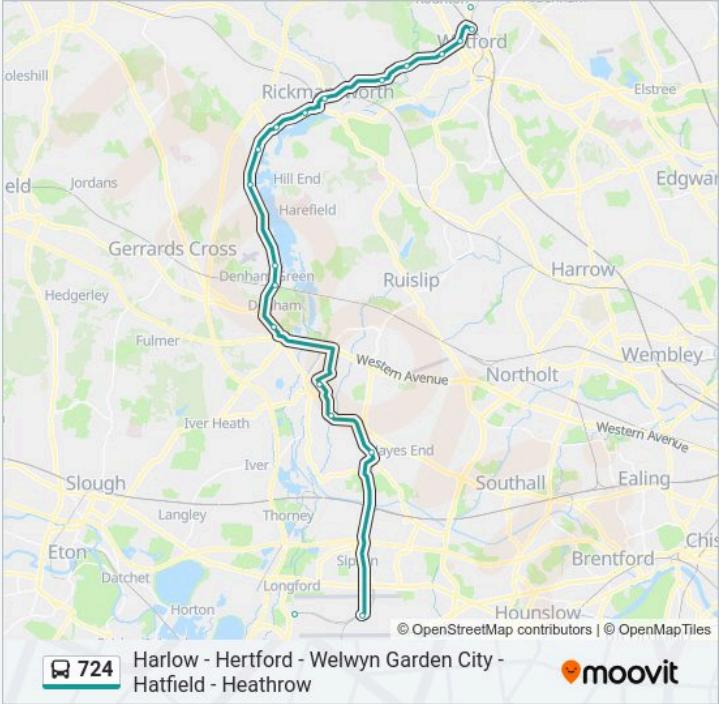 Watford
oleshill
Elstree
Rickmansworth
Edgwar
eld
Jordans
Hill End
Harefield
Gerrards Cross
Harrow
Denham Green
Ruislip
Hedgerley
Denham
Fulmer
Wembley
Western Avenue
Northolt
Iver Heath
Western Avenue
ayes End
Iver
Slough
Southall
Ealing
Langley
Thorney
Eton
Sipson
Brentford
Chis
Datchet
Longford
Horton
Hounslow
© OpenStreetMap contributors | © OpenMapTiles
724
Harlow - Hertford - Welwyn Garden City -
Hatfield - Heathrow
moovit